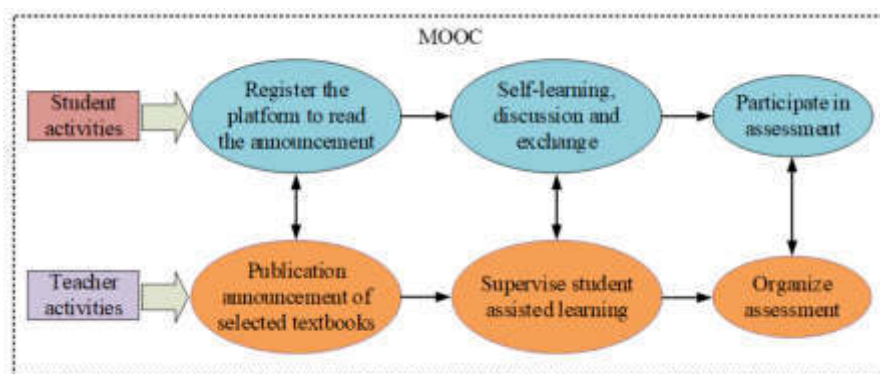 MOOC
Student
activities
Register the
platform to read
the announcement
Self-learning,
discussion and
exchange
Participate in
assessment
Teacher
activities
Publication
announcement of
selected textbooks
Supervise student
assisted learning
Organize
assessment